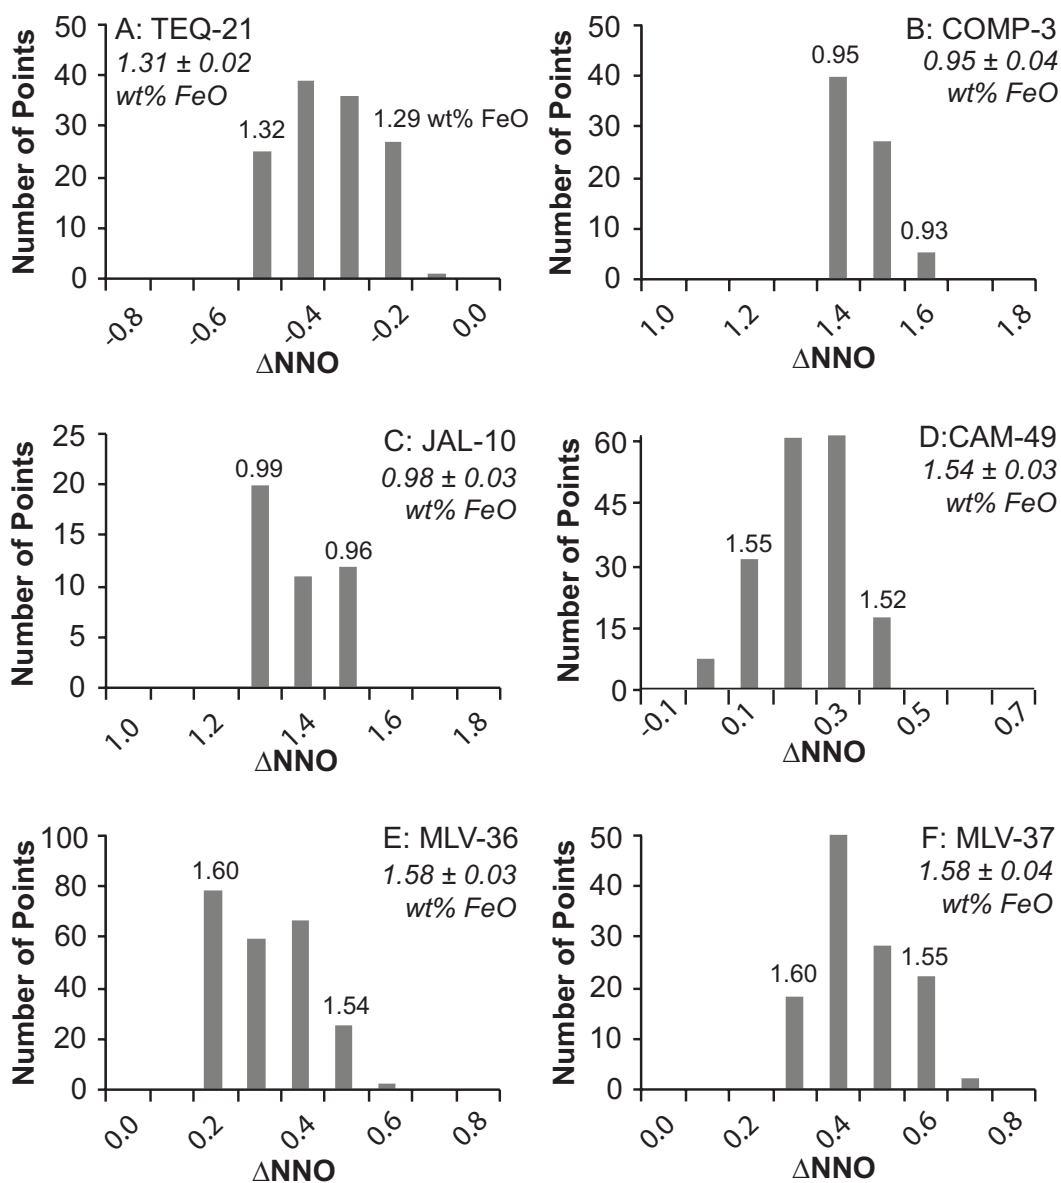 A: TEQ-21
1.31 ± 0.02
wt% FeO
Number of Points
50
40
30
20
10
0
1.32
1.29 wt% FeO
-0.8
-0.6
-0.4
-0.2
0.0
ΔNNO
B: COMP-3
0.95 ± 0.04
wt% FeO
Number of Points
50
40
30
20
10
0
0.95
0.93
1.0
1.2
1.4
1.6
1.8
ΔNNO
C: JAL-10
0.98 ± 0.03
wt% FeO
Number of Points
25
20
15
10
5
0
0.99
0.96
1.0
1.2
1.4
1.6
1.8
ΔNNO
D:CAM-49
1.54 ± 0.03
wt% FeO
Number of Points
60
45
30
15
0
1.55
1.52
-0.1
0.1
0.3
0.5
0.7
ΔNNO
E: MLV-36
1.58 ± 0.03
wt% FeO
Number of Points
100
80
60
40
20
0
1.60
1.54
0.0
0.2
0.4
0.6
0.8
ΔNNO
F: MLV-37
1.58 ± 0.04
wt% FeO
Number of Points
50
40
30
20
10
0
1.60
1.55
0.0
0.2
0.4
0.6
0.8
ΔNNO